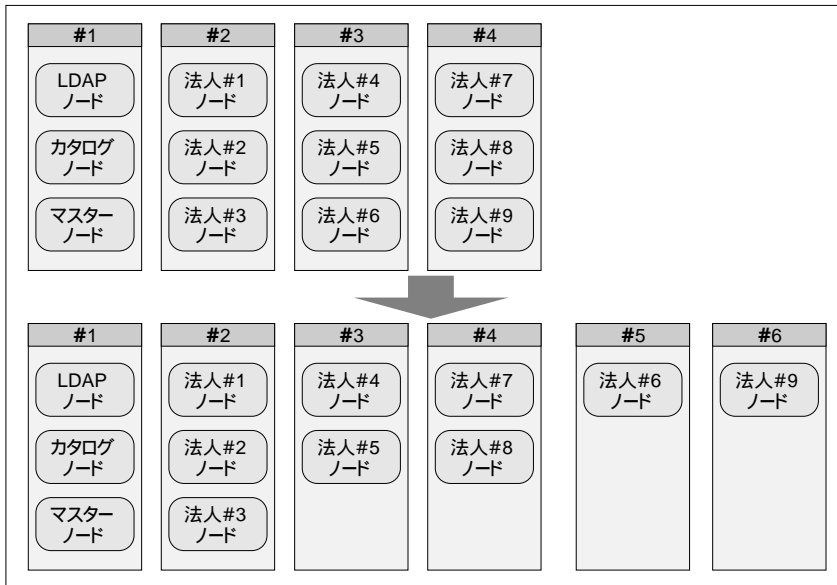 #1
#2
#3
#4
LDAP
ノード
法人#1
ノード
法人#4
ノード
法人#7
ノード
カタログ
ノード
法人#2
ノード
法人#5
ノード
法人#8
ノード
マスター
ノード
法人#3
ノード
法人#6
ノード
法人#9
ノード
#1
#2
#3
#4
#5
#6
LDAP
ノード
法人#1
ノード
法人#4
ノード
法人#7
ノード
法人#6
ノード
法人#9
ノード
カタログ
ノード
法人#2
ノード
法人#5
ノード
法人#8
ノード
マスター
ノード
法人#3
ノード